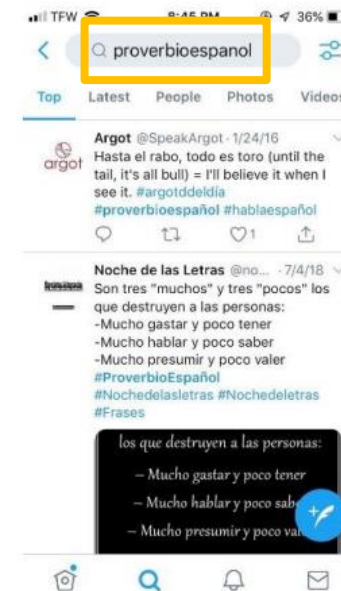 TFW 8:45 PM 36%
proverbioespanol
Top Latest People Photos Videos
argot
Argot @SpeakArgot · 1/24/16
Hasta el rabo, todo es toro (until the
tail, it's all bull) = I'll believe it when I
see it. #argotddeldía
#proverbioespañol #hablaespañol
1
Noche de las Letras @no... · 7/4/18
Son tres "muchos" y tres "pocos" los
que destruyen a las personas:
-Mucho gastar y poco tener
-Mucho hablar y poco saber
-Mucho presumir y poco valer
#ProverbioEspañol
#Nochedelasletras #Nochedeletras
#Frases
los que destruyen a las personas:
– Mucho gastar y poco tener
– Mucho hablar y poco sab
– Mucho presumir y poco va